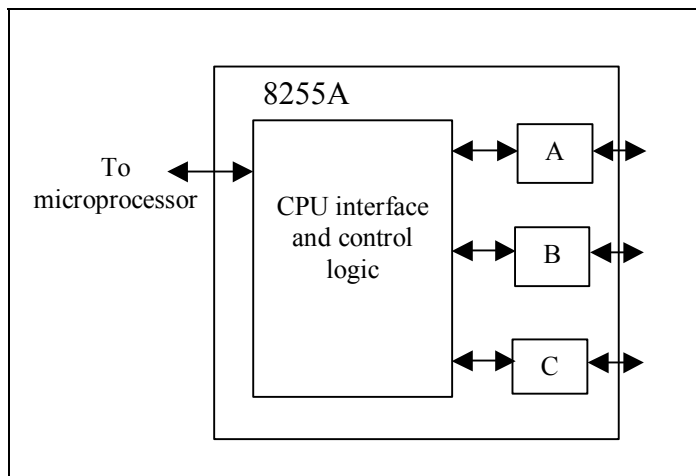 8255A
To
microprocessor
CPU interface
and control
logic
A
B
C